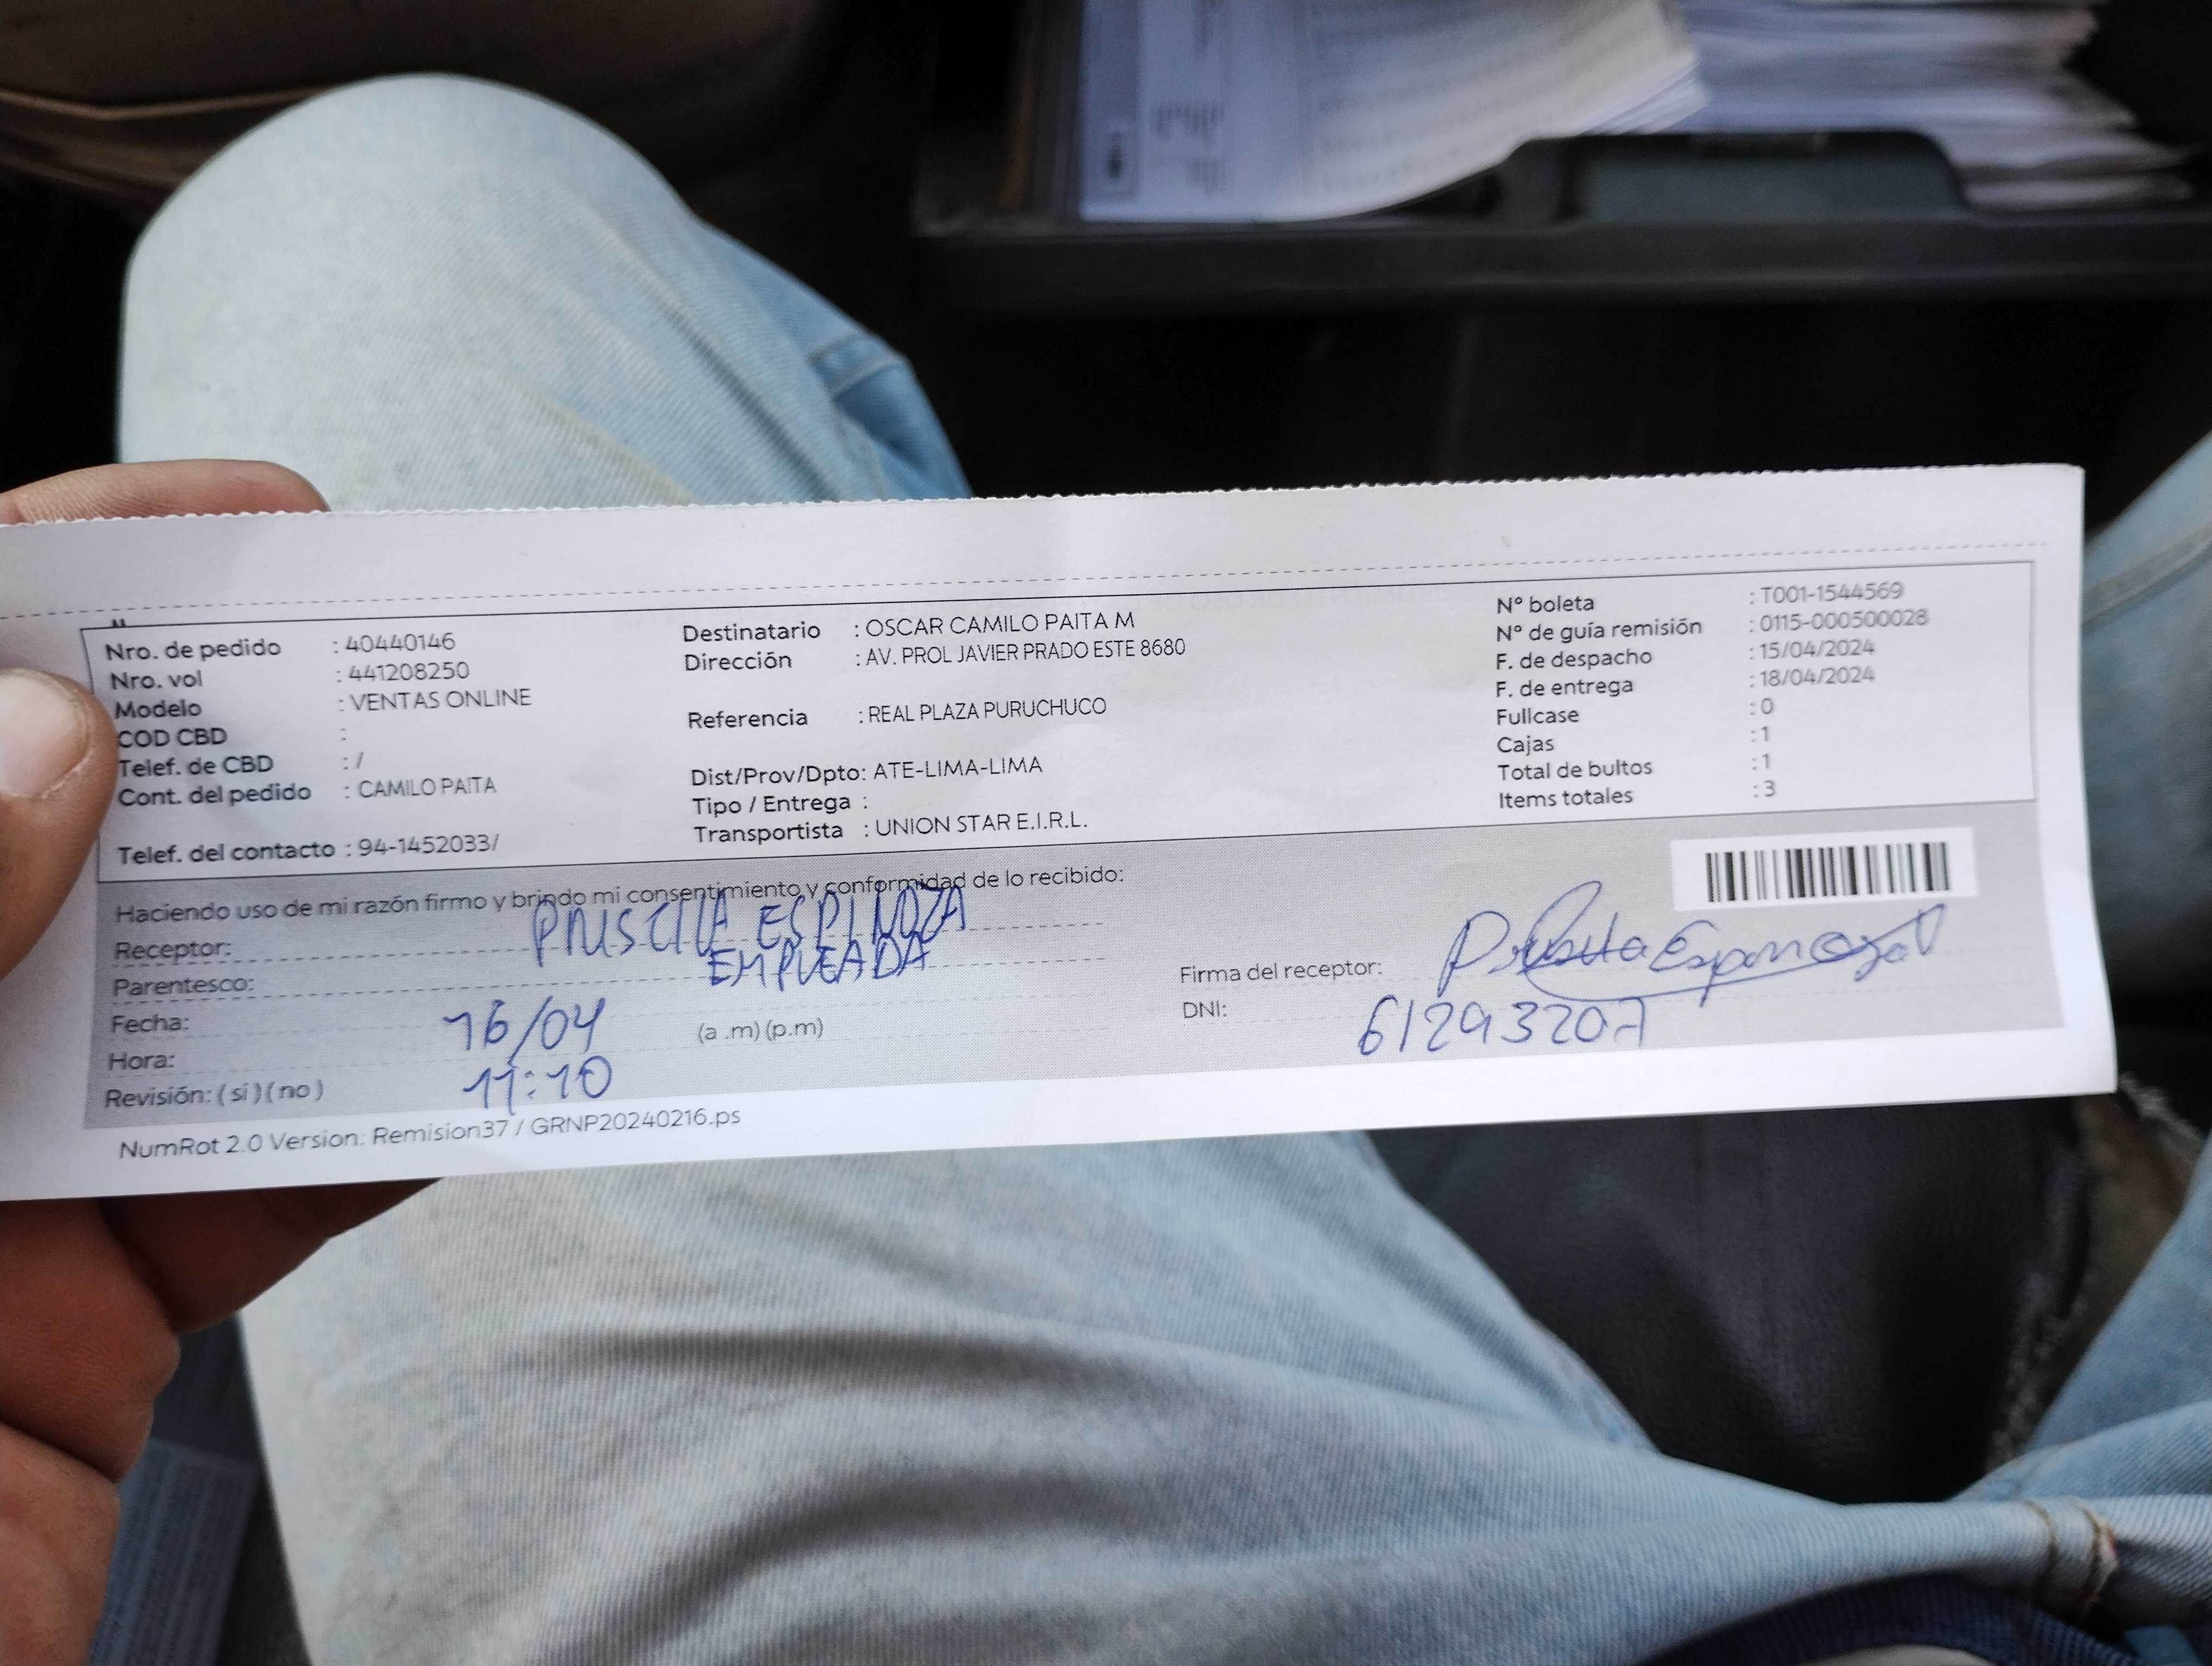 Nro. de pedido : 40440146
Nro. vol : 441208250
Modelo : VENTAS ONLINE
COD CBD :
Telef. de CBD : /
Cont. del pedido : CAMILO PAITA
Telef. del contacto : 94-1452033/
Destinatario : OSCAR CAMILO PAITA M
Dirección : AV. PROL JAVIER PRADO ESTE 8680
Referencia : REAL PLAZA PURUCHUCO
Dist/Prov/Dpto: ATE-LIMA-LIMA
Tipo / Entrega :
Transportista : UNION STAR E.I.R.L.
N° boleta : T001-1544569
N° de guía remisión : 0115-000500028
F. de despacho : 15/04/2024
F. de entrega : 18/04/2024
Fullcase : 0
Cajas : 1
Total de bultos : 1
Items totales : 3
Haciendo uso de mi razón firmo y brindo mi consentimiento y conformidad de lo recibido:
Receptor: PRISCILA ESPINOZA
Parentesco: EMPLEADA
Fecha: 16/04 (a .m) (p.m)
Hora: 11:10
Revisión: ( si ) ( no )
Firma del receptor: Priscila Espinoza
DNI: 61293207
NumRot 2.0 Version: Remision37 / GRNP20240216.ps